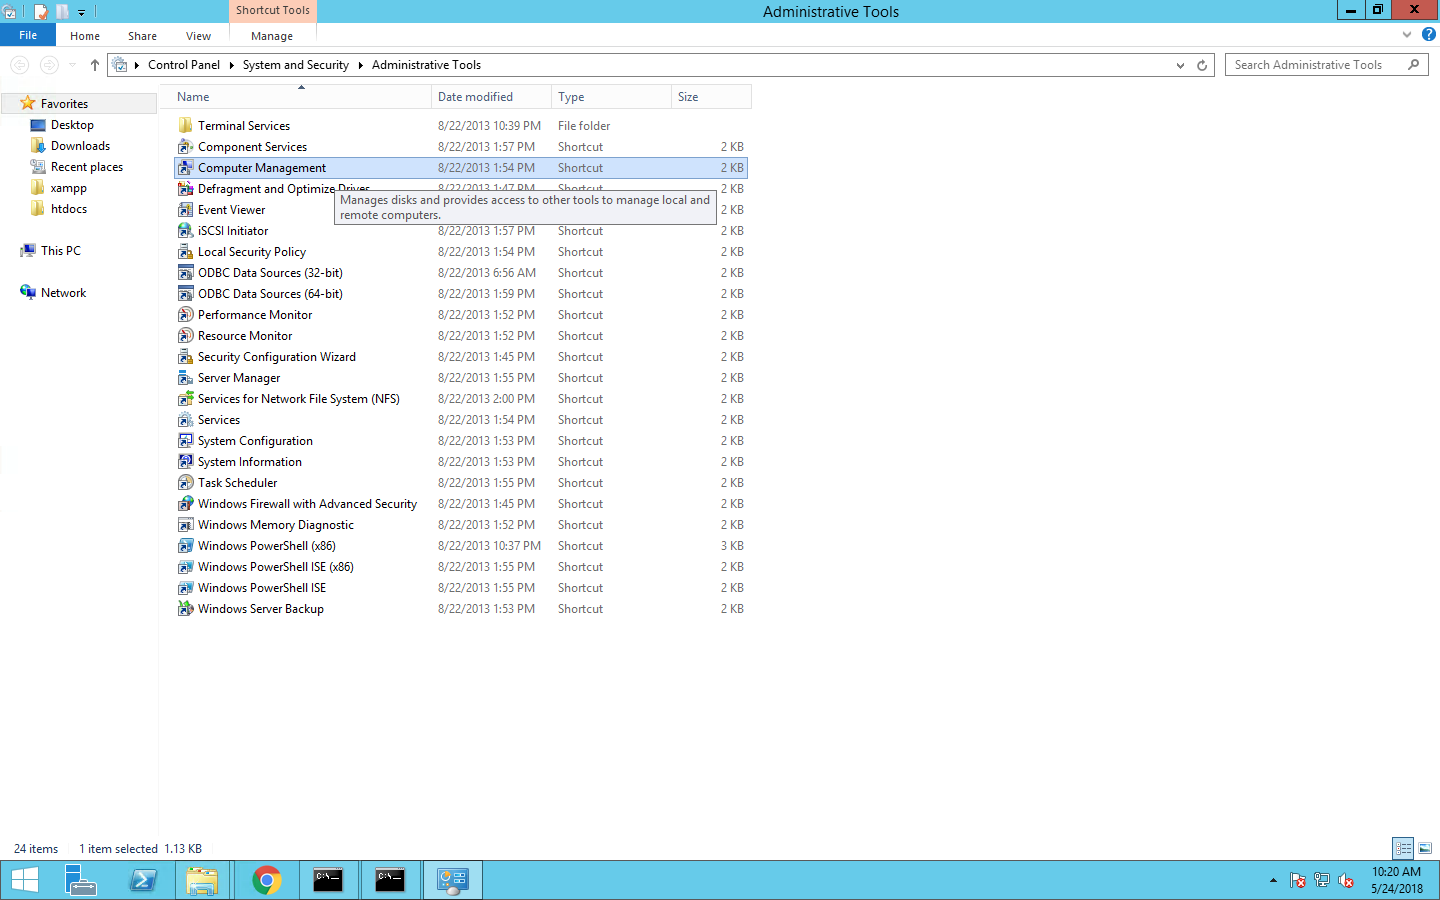 Shortcut Tools
Administrative Tools
File Home Share View Manage
Control Panel System and Security Administrative Tools
Search Administrative Tools
Name Date modified Type Size
Favorites
Desktop
Downloads
Recent places
xampp
htdocs
This PC
Network
Terminal Services 8/22/2013 10:39 PM File folder
Component Services 8/22/2013 1:57 PM Shortcut 2 KB
Computer Management 8/22/2013 1:54 PM Shortcut 2 KB
Defragment and Optimize Drives 8/22/2013 1:47 PM Shortcut 2 KB
Manages disks and provides access to other tools to manage local and
remote computers.
Event Viewer 2 KB
iSCSI Initiator 8/22/2013 1:57 PM Shortcut 2 KB
Local Security Policy 8/22/2013 1:54 PM Shortcut 2 KB
ODBC Data Sources (32-bit) 8/22/2013 6:56 AM Shortcut 2 KB
ODBC Data Sources (64-bit) 8/22/2013 1:59 PM Shortcut 2 KB
Performance Monitor 8/22/2013 1:52 PM Shortcut 2 KB
Resource Monitor 8/22/2013 1:52 PM Shortcut 2 KB
Security Configuration Wizard 8/22/2013 1:45 PM Shortcut 2 KB
Server Manager 8/22/2013 1:55 PM Shortcut 2 KB
Services for Network File System (NFS) 8/22/2013 2:00 PM Shortcut 2 KB
Services 8/22/2013 1:54 PM Shortcut 2 KB
System Configuration 8/22/2013 1:53 PM Shortcut 2 KB
System Information 8/22/2013 1:53 PM Shortcut 2 KB
Task Scheduler 8/22/2013 1:55 PM Shortcut 2 KB
Windows Firewall with Advanced Security 8/22/2013 1:45 PM Shortcut 2 KB
Windows Memory Diagnostic 8/22/2013 1:52 PM Shortcut 2 KB
Windows PowerShell (x86) 8/22/2013 10:37 PM Shortcut 3 KB
Windows PowerShell ISE (x86) 8/22/2013 1:55 PM Shortcut 2 KB
Windows PowerShell ISE 8/22/2013 1:55 PM Shortcut 2 KB
Windows Server Backup 8/22/2013 1:53 PM Shortcut 2 KB
24 items 1 item selected 1.13 KB
10:20 AM
5/24/2018